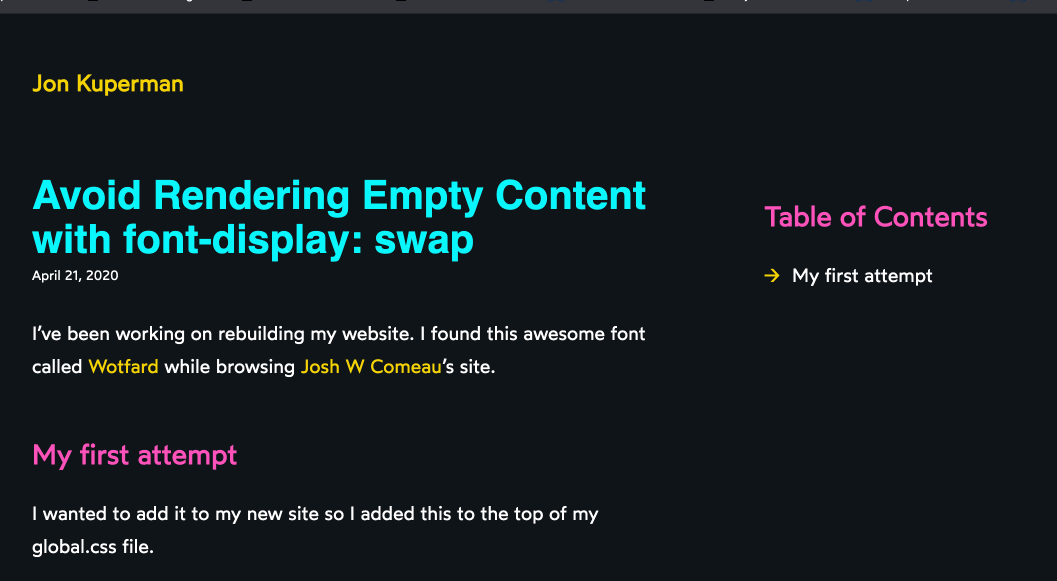 Jon Kuperman
Avoid Rendering Empty Content
with font-display: swap
April 21, 2020
I’ve been working on rebuilding my website. I found this awesome font
called Wotfard while browsing Josh W Comeau’s site.
My first attempt
I wanted to add it to my new site so I added this to the top of my
global.css file.
Table of Contents
→ My first attempt